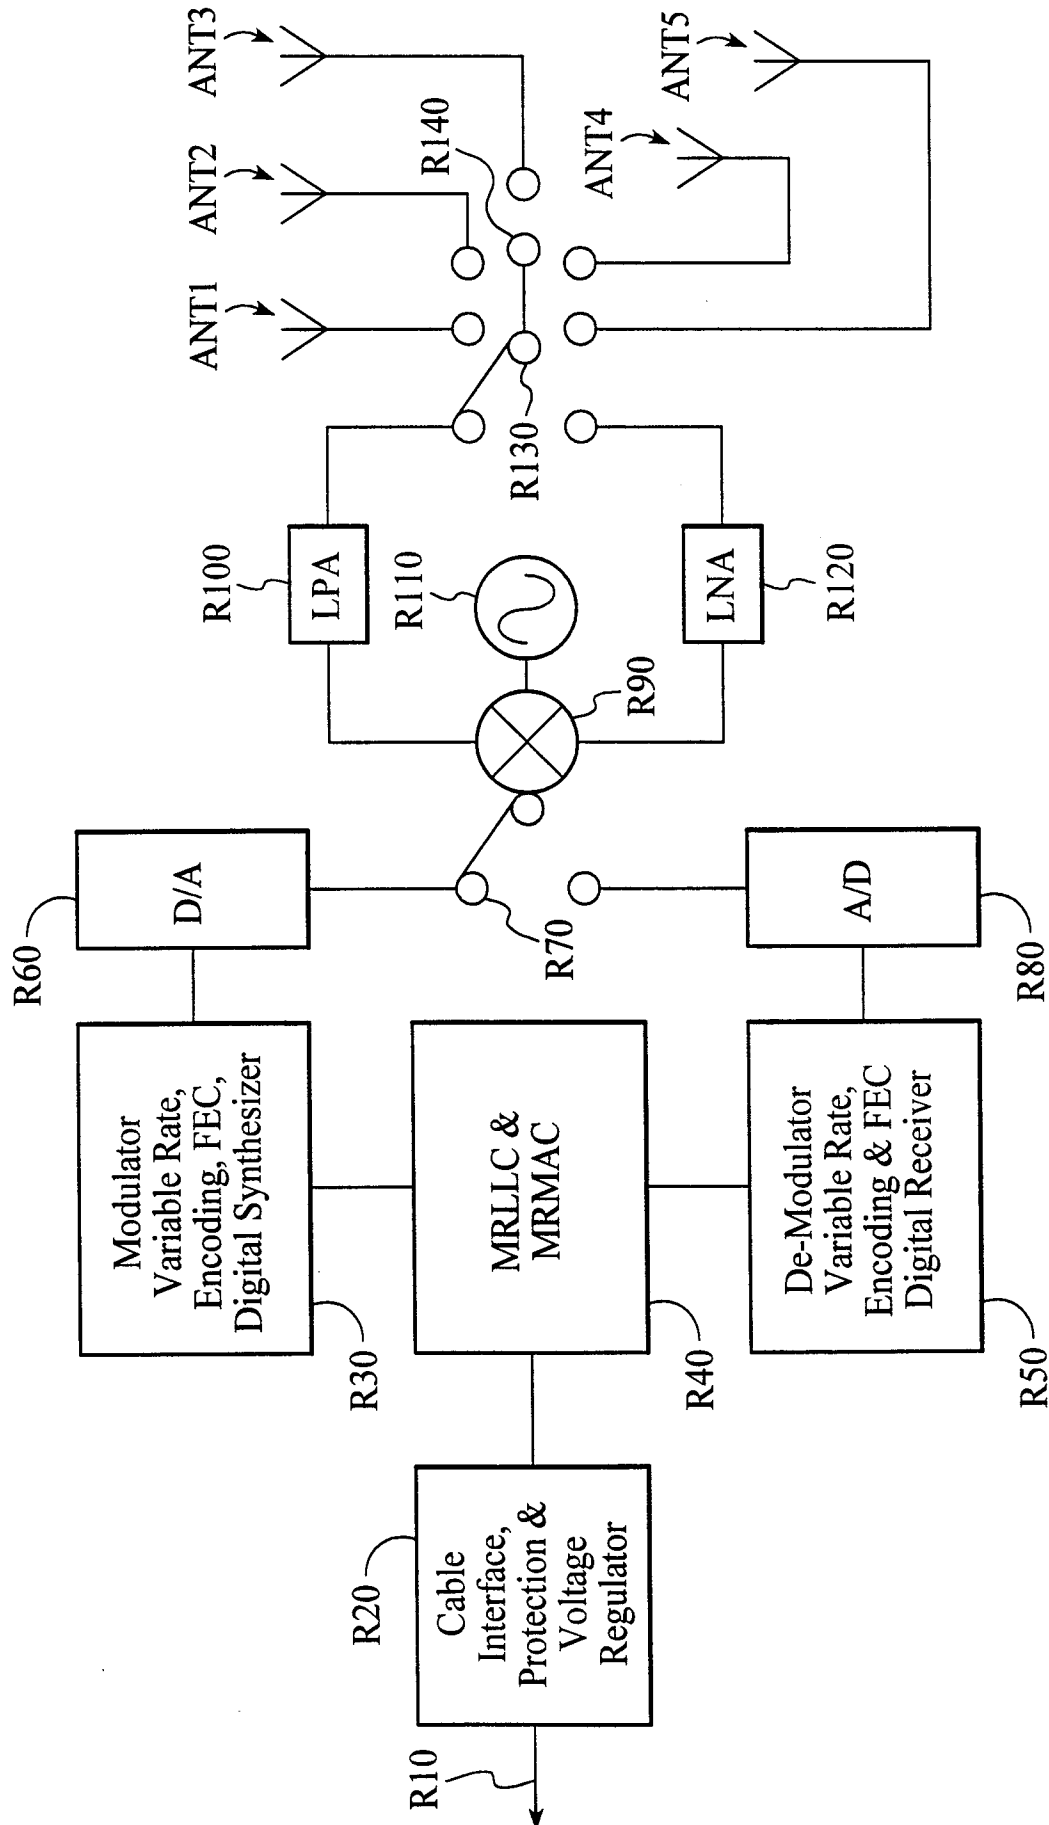 R10
R20
Cable
Interface,
Protection &
Voltage
Regulator
R30
Modulator
Variable Rate,
Encoding, FEC,
Digital Synthesizer
R40
MRLLC &
MRMAC
R50
De-Modulator
Variable Rate,
Encoding & FEC
Digital Receiver
R60
D/A
R70
R80
A/D
R90
R100
LPA
R110
R120
LNA
R130
R140
ANT1
ANT2
ANT3
ANT4
ANT5